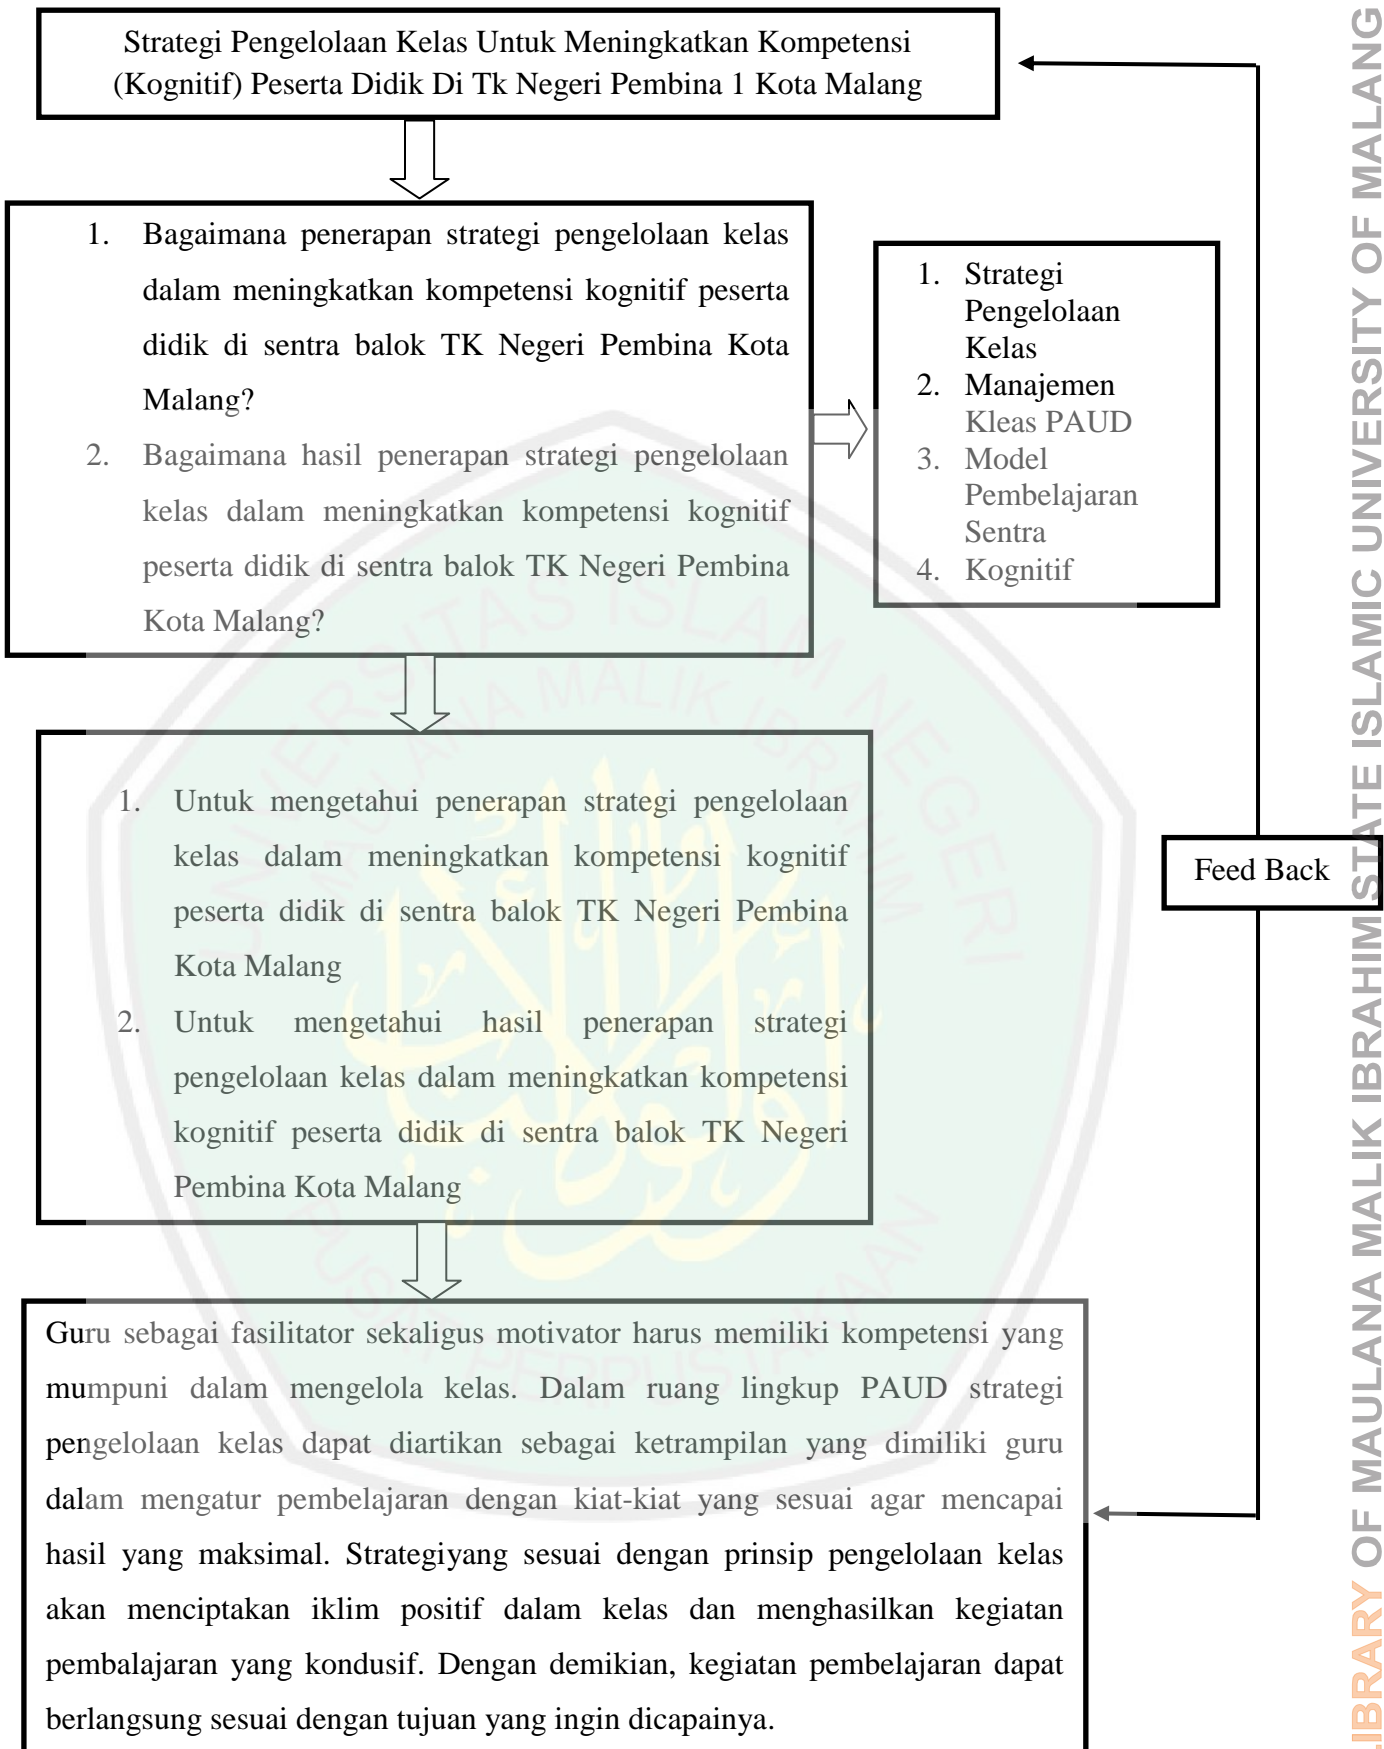 Strategi Pengelolaan Kelas Untuk Meningkatkan Kompetensi
(Kognitif) Peserta Didik Di Tk Negeri Pembina 1 Kota Malang
1. Bagaimana penerapan strategi pengelolaan kelas
dalam meningkatkan kompetensi kognitif peserta
didik di sentra balok TK Negeri Pembina Kota
Malang?
2. Bagaimana hasil penerapan strategi pengelolaan
kelas dalam meningkatkan kompetensi kognitif
peserta didik di sentra balok TK Negeri Pembina
Kota Malang?
1. Strategi
Pengelolaan
Kelas
2. Manajemen
Kleas PAUD
3. Model
Pembelajaran
Sentra
4. Kognitif
1. Untuk mengetahui penerapan strategi pengelolaan
kelas dalam meningkatkan kompetensi kognitif
peserta didik di sentra balok TK Negeri Pembina
Kota Malang
2. Untuk mengetahui hasil penerapan strategi
pengelolaan kelas dalam meningkatkan kompetensi
kognitif peserta didik di sentra balok TK Negeri
Pembina Kota Malang
Feed Back
Guru sebagai fasilitator sekaligus motivator harus memiliki kompetensi yang
mumpuni dalam mengelola kelas. Dalam ruang lingkup PAUD strategi
pengelolaan kelas dapat diartikan sebagai ketrampilan yang dimiliki guru
dalam mengatur pembelajaran dengan kiat-kiat yang sesuai agar mencapai
hasil yang maksimal. Strategiyang sesuai dengan prinsip pengelolaan kelas
akan menciptakan iklim positif dalam kelas dan menghasilkan kegiatan
pembalajaran yang kondusif. Dengan demikian, kegiatan pembelajaran dapat
berlangsung sesuai dengan tujuan yang ingin dicapainya.
UNIVERSITAS ISLAM NEGERI
MAULANA MALIK IBRAHIM
PUSAT PERPUSTAKAAN
IBRARY OF MAULANA MALIK IBRAHIM STATE ISLAMIC UNIVERSITY OF MALANG